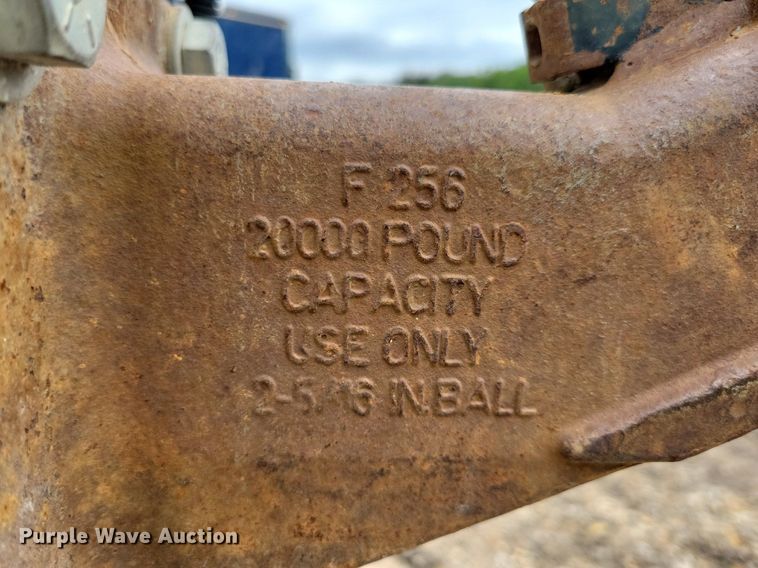 F 256
20000 POUND
CAPACITY
USE ONLY
2-5/16 IN.BALL
Purple Wave Auction